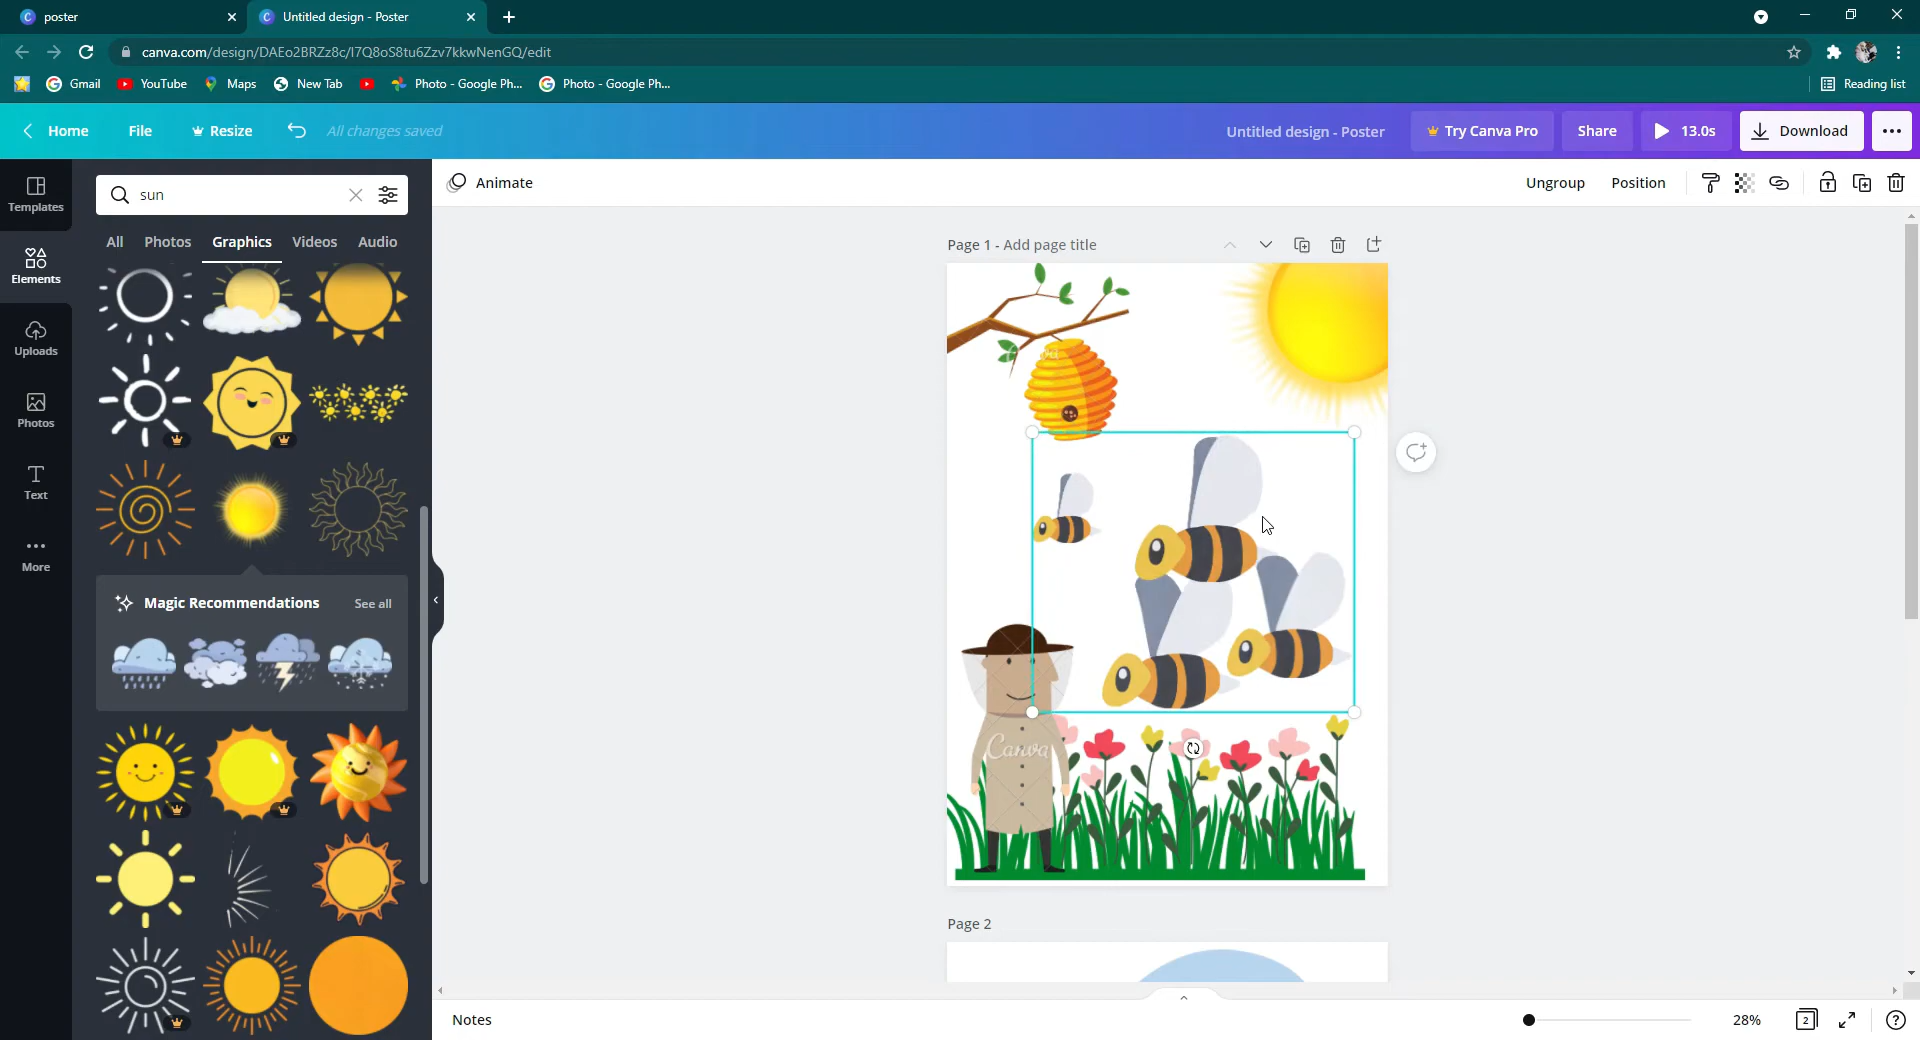 poster
Untitled design - Poster
canva.com/design/DAEo2BRZz8c/I7Q8oS8tu6Zzv7kkwNenGQ/edit
Gmail
YouTube
Maps
New Tab
Photo - Google Ph...
Photo - Google Ph...
Reading list
Home
File
Resize
All changes saved
Untitled design - Poster
Try Canva Pro
Share
13.0s
Download
Templates
Elements
Uploads
Photos
Text
More
sun
All
Photos
Graphics
Videos
Audio
Magic Recommendations
See all
Animate
Ungroup
Position
Page 1 - Add page title
Canva
Page 2
Notes
28%
2